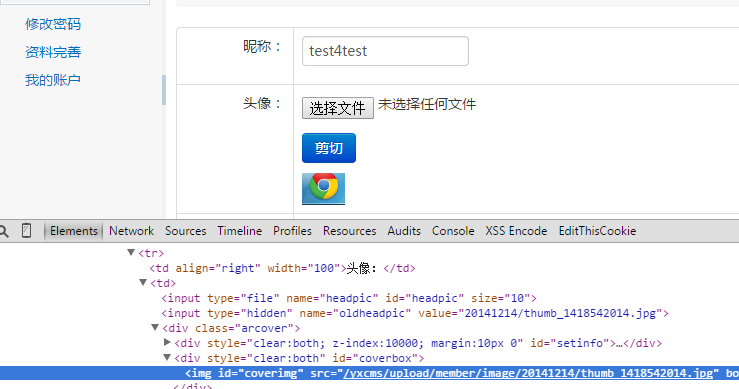 修改密码
资料完善
我的账户
昵称：
test4test
头像：
选择文件 未选择任何文件
剪切
Elements Network Sources Timeline Profiles Resources Audits Console XSS Encode EditThisCookie
▼<tr>
<td align="right" width="100">头像：</td>
▼<td>
<input type="file" name="headpic" id="headpic" size="10">
<input type="hidden" name="oldheadpic" value="20141214/thumb_1418542014.jpg">
▼<div class="arcover">
▶<div style="clear:both; z-index:10000; margin:10px 0" id="setinfo">…</div>
▼<div style="clear:both" id="coverbox">
<img id="coverimg" src="/yxcms/upload/member/image/20141214/thumb_1418542014.jpg" bo
</div>